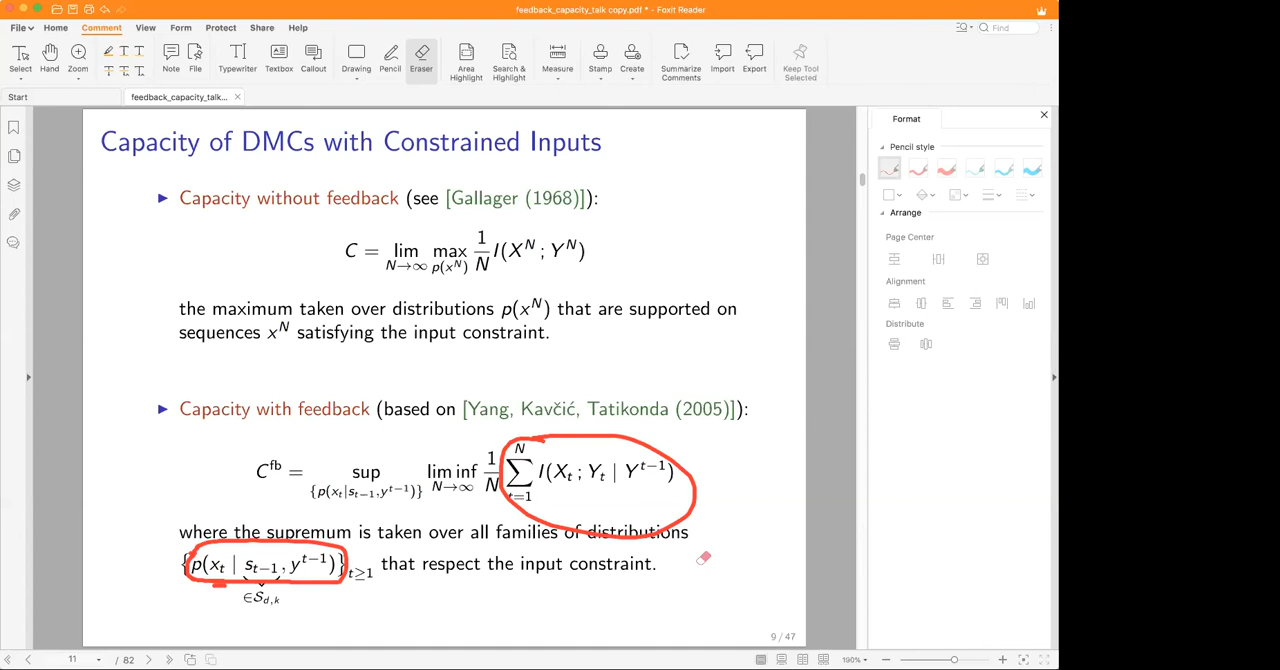 feedback_capacity_talk copy.pdf * - Foxit Reader
File Home Comment View Form Protect Share Help Find
Select Hand Zoom T T T T T Note File Typewriter Textbox Callout Drawing Pencil Eraser Area Highlight Search & Highlight Measure Stamp Create Summarize Comments Import Export Keep Tool Selected
Start feedback_capacity_talk...
Format
Pencil style
Arrange
Page Center
Alignment
Distribute
Capacity of DMCs with Constrained Inputs
▶ Capacity without feedback (see [Gallager (1968)]):
C = lim_{N→∞} max_{p(x^N)} 1/N I(X^N ; Y^N)
the maximum taken over distributions p(x^N) that are supported on
sequences x^N satisfying the input constraint.
▶ Capacity with feedback (based on [Yang, Kavčić, Tatikonda (2005)]):
C^{fb} = sup_{\{p(x_t|s_{t−1},y^{t−1})\}} lim inf_{N→∞} 1/N ∑_{t=1}^{N} I(X_t ; Y_t | Y^{t−1})
where the supremum is taken over all families of distributions
{p(x_t | s_{t−1}, y^{t−1})}_{t≥1} that respect the input constraint.
∈S_{d,k}
9 / 47
11 / 82 190%